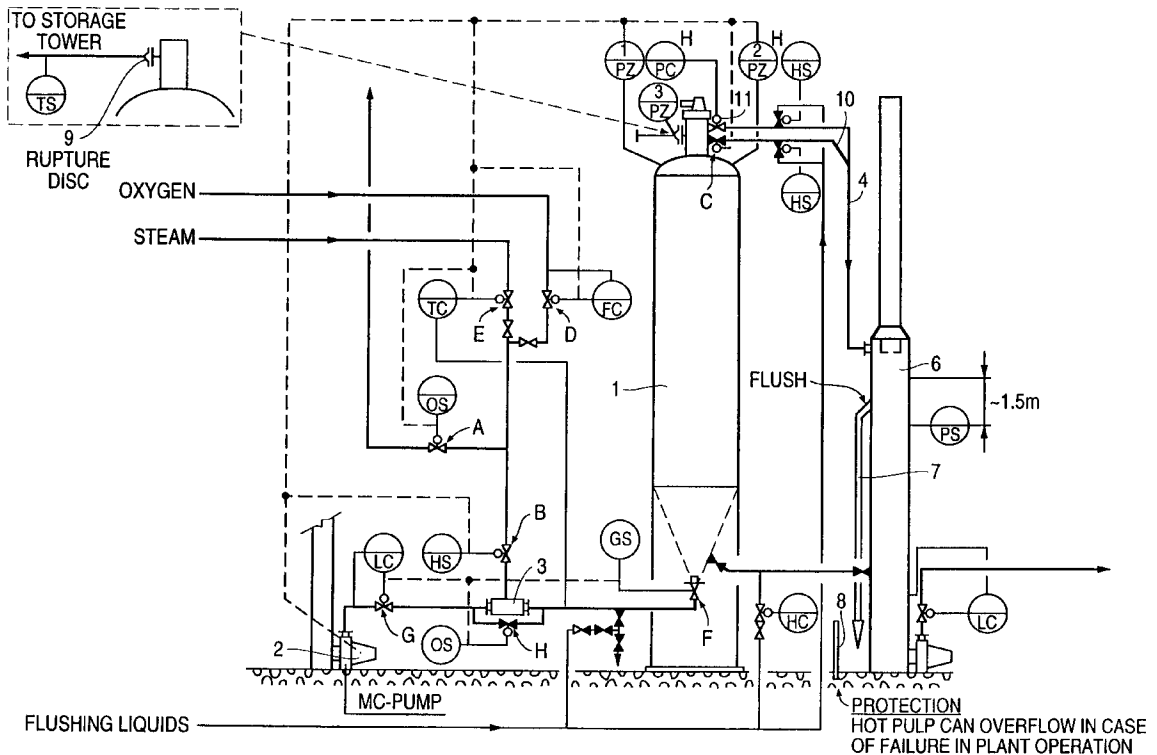 TO STORAGE
TOWER
TS
9
RUPTURE
DISC
1
PZ
PC
H
2
PZ
H
HS
3
PZ
11
10
C
HS
4
OXYGEN
STEAM
TC
E
D
FC
OS
A
1
6
FLUSH
~1.5m
PS
7
B
HS
LC
3
GS
G
OS
H
F
HC
8
LC
2
MC-PUMP
FLUSHING LIQUIDS
PROTECTION
HOT PULP CAN OVERFLOW IN CASE
OF FAILURE IN PLANT OPERATION